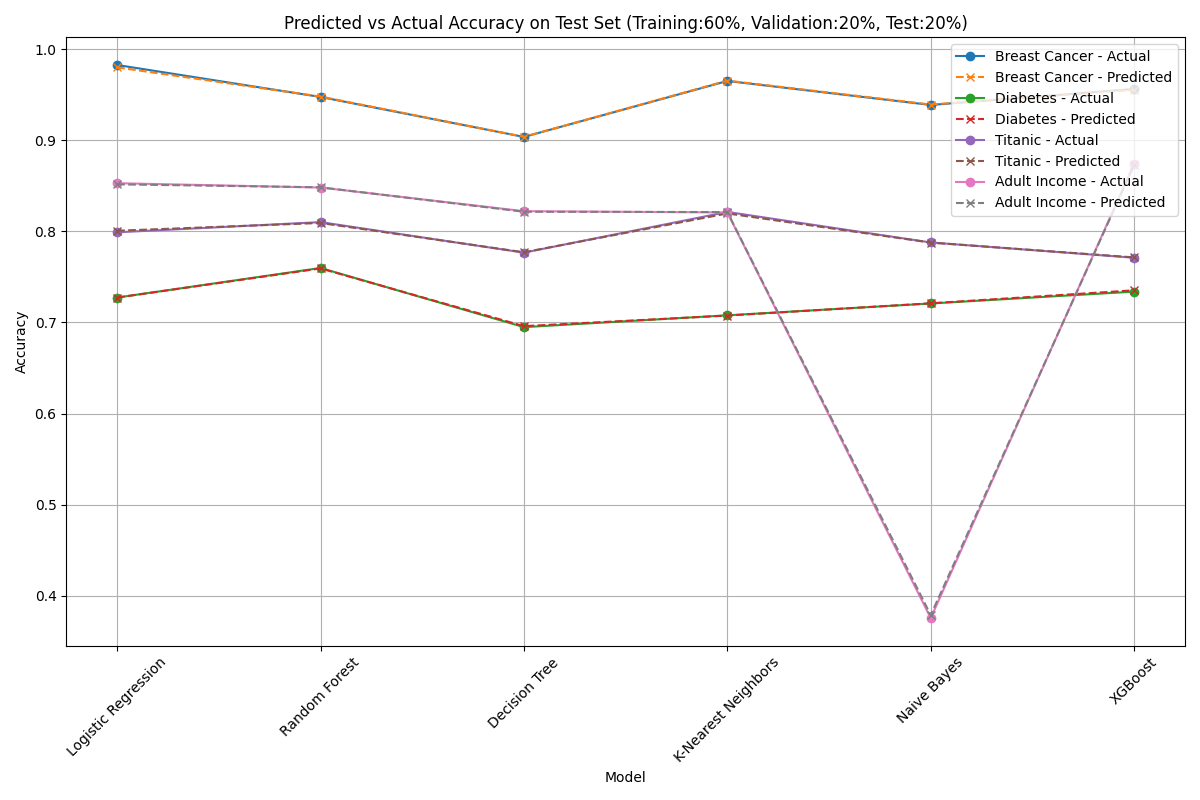 Predicted vs Actual Accuracy on Test Set (Training:60%, Validation:20%, Test:20%)
Breast Cancer - Actual
Breast Cancer - Predicted
Diabetes - Actual
Diabetes - Predicted
Titanic - Actual
Titanic - Predicted
Adult Income - Actual
Adult Income - Predicted
Accuracy
1.0
0.9
0.8
0.7
0.6
0.5
0.4
Logistic Regression
Random Forest
Decision Tree
K-Nearest Neighbors
Naive Bayes
XGBoost
Model